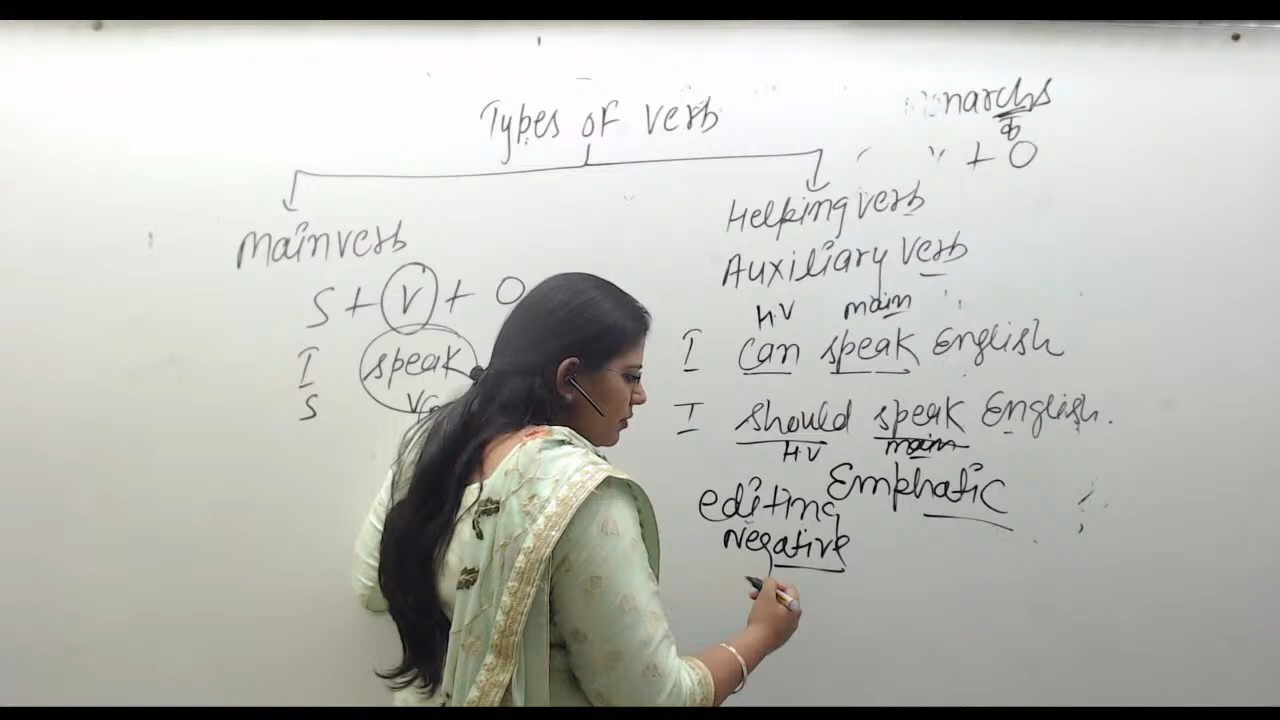 Types of verb
narchs
+ O
Main verb
S + V + O
I speak
S
Helping verb
Auxiliary verb
H.V main
I can speak English
I should speak English.
HV main
editing Emphatic
Negative